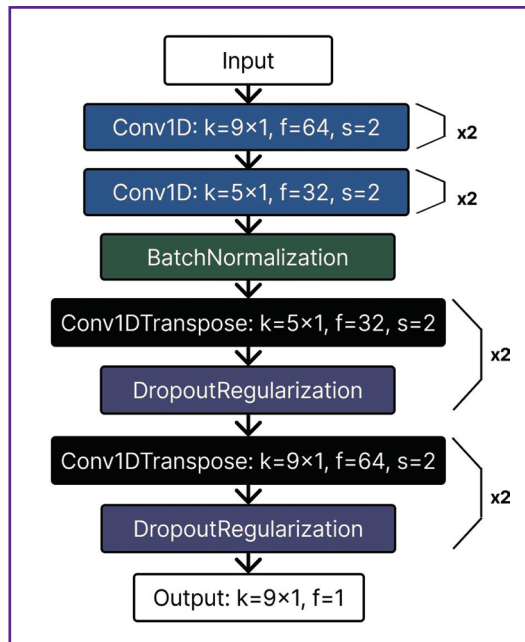 Input
Conv1D: k=9×1, f=64, s=2
x2
Conv1D: k=5×1, f=32, s=2
x2
BatchNormalization
Conv1DTranspose: k=5×1, f=32, s=2
x2
DropoutRegularization
Conv1DTranspose: k=9×1, f=64, s=2
x2
DropoutRegularization
Output: k=9×1, f=1